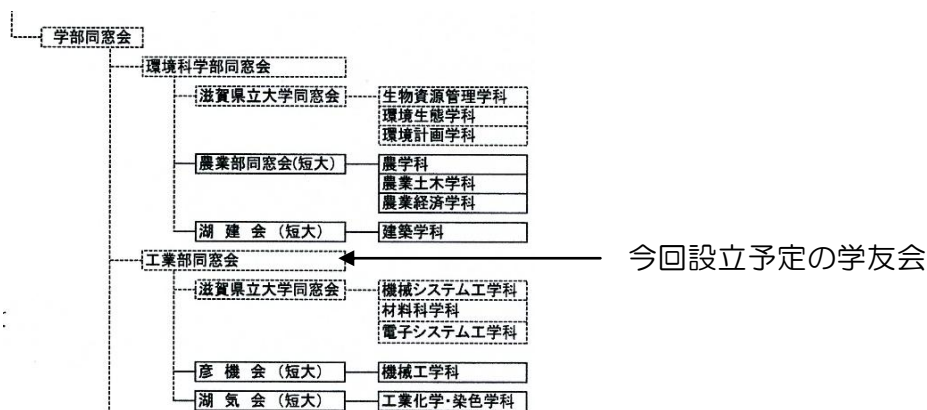 学部同窓会
環境科学部同窓会
滋賀県立大学同窓会 生物資源管理学科
環境生態学科
環境計画学科
農業部同窓会(短大) 農学科
農業土木学科
農業経済学科
湖 建 会 (短大) 建築学科
工業部同窓会 今回設立予定の学友会
滋賀県立大学同窓会 機械システム工学科
材料科学科
電子システム工学科
彦 機 会 (短大) 機械工学科
湖 気 会 (短大) 工業化学・染色学科